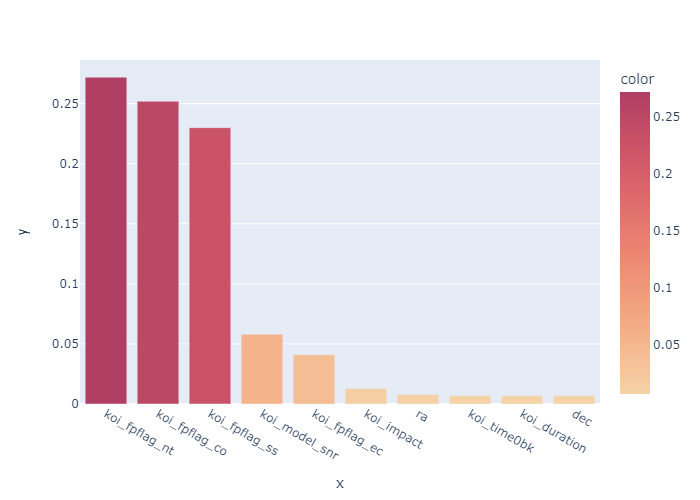 color
0.25
0.2
0.15
0.1
0.05
0
0.25
0.2
0.15
0.1
0.05
y
koi_fpflag_nt
koi_fpflag_co
koi_fpflag_ss
koi_model_snr
koi_fpflag_ec
koi_impact
ra
koi_time0bk
koi_duration
dec
x